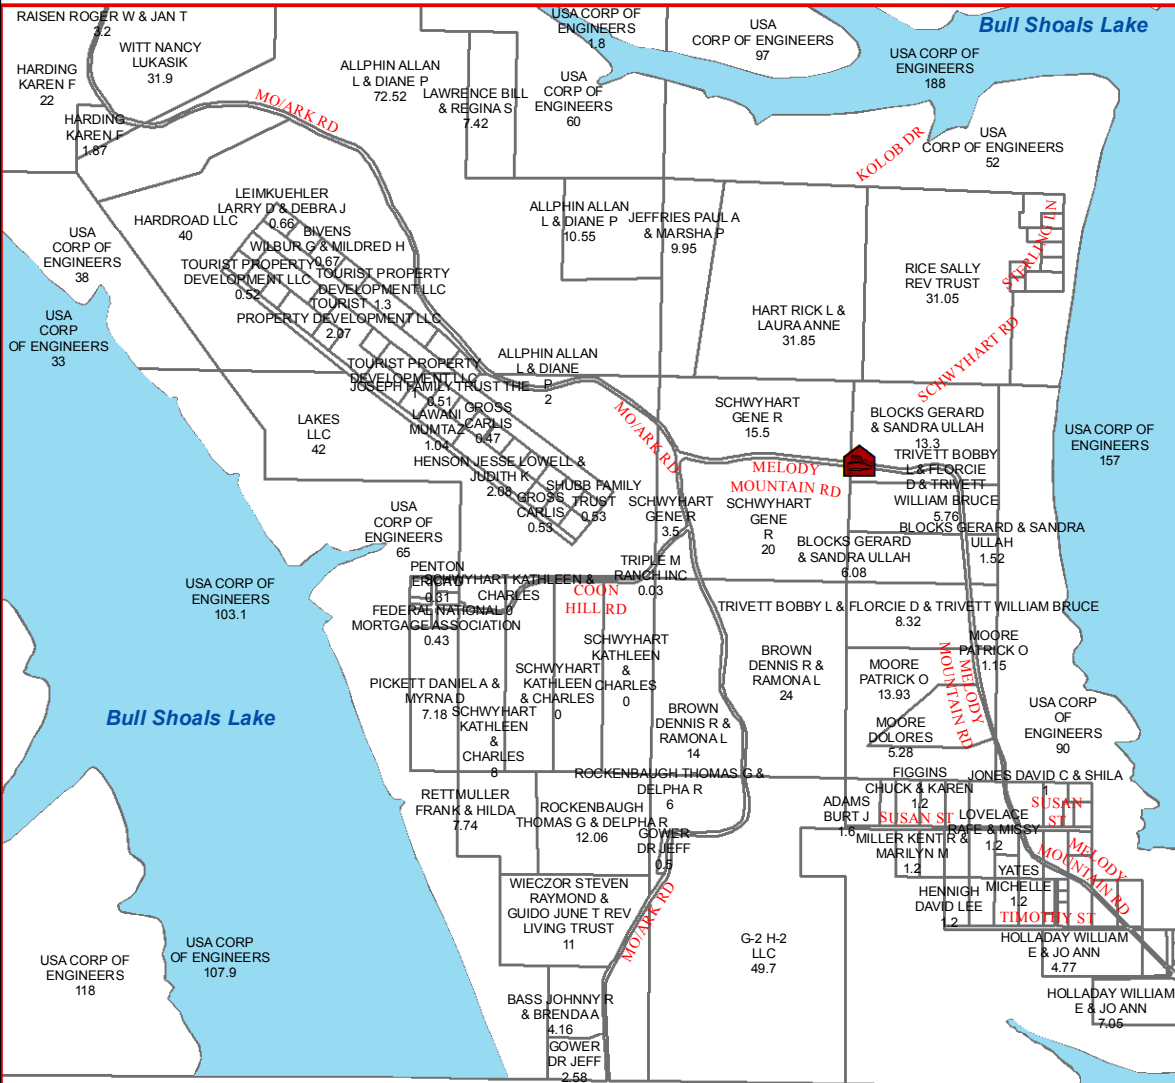 RAISEN ROGER W & JAN T
3.2
WITT NANCY
LUKASIK
31.9
HARDING
KAREN F
22
HARDING
KAREN F
1.87
MO/ARK RD
ALLPHIN ALLAN
L & DIANE P
72.52
LAWRENCE BILL
& REGINA S
7.42
USA CORP OF
ENGINEERS
1.8
USA
CORP OF
ENGINEERS
60
USA
CORP OF ENGINEERS
97
Bull Shoals Lake
USA CORP OF
ENGINEERS
188
USA
CORP OF ENGINEERS
52
KOLOB DR
LEIMKUEHLER
LARRY D & DEBRA J
0.66
HARDROAD LLC
40
BIVENS
WILBUR G & MILDRED H
0.67
TOURIST PROPERTY
DEVELOPMENT LLC
0.52
TOURIST PROPERTY
DEVELOPMENT LLC
1.3
TOURIST
PROPERTY DEVELOPMENT LLC
2.07
USA
CORP OF
ENGINEERS
38
USA
CORP
OF ENGINEERS
33
ALLPHIN ALLAN
L & DIANE P
10.55
JEFFRIES PAUL A
& MARSHA P
9.95
RICE SALLY
REV TRUST
31.05
STERLING LN
HART RICK L &
LAURA ANNE
31.85
SCHWYHART RD
ALLPHIN ALLAN
L & DIANE
P
2
TOURIST PROPERTY
DEVELOPMENT LLC
1
JOSEPH FAMILY TRUST THE
0.51
LAWANI
MUMTAZ
1.04
GROSS
CARLIS
0.47
LAKES
LLC
42
HENSON JESSE LOWELL &
JUDITH K
2.08
GROSS
CARLIS
0.53
SHUBB FAMILY
TRUST
0.53
MO/ARK RD
SCHWYHART
GENE R
3.5
SCHWYHART
GENE R
15.5
MELODY
MOUNTAIN RD
SCHWYHART
GENE
R
20
BLOCKS GERARD
& SANDRA ULLAH
13.3
TRIVETT BOBBY
L & FLORCIE
D & TRIVETT
WILLIAM BRUCE
5.76
BLOCKS GERARD & SANDRA
ULLAH
1.52
BLOCKS GERARD
& SANDRA ULLAH
6.08
USA CORP OF
ENGINEERS
157
USA
CORP OF
ENGINEERS
65
USA CORP OF
ENGINEERS
103.1
PENTON
ERICA D
0.31
SCHWYHART KATHLEEN &
CHARLES
0
FEDERAL NATIONAL
MORTGAGE ASSOCIATION
0.43
COON
HILL RD
TRIPLE M
RANCH INC
0.03
TRIVETT BOBBY L & FLORCIE D & TRIVETT WILLIAM BRUCE
8.32
PICKETT DANIEL A &
MYRNA D
7.18
SCHWYHART
KATHLEEN
&
CHARLES
8
SCHWYHART
KATHLEEN
& CHARLES
0
SCHWYHART
KATHLEEN
&
CHARLES
0
BROWN
DENNIS R &
RAMONA L
14
BROWN
DENNIS R &
RAMONA L
24
MOORE
PATRICK O
13.93
MOORE
PATRICK O
1.15
MELODY
MOUNTAIN RD
MOORE
DOLORES
5.28
USA CORP
OF
ENGINEERS
90
Bull Shoals Lake
RETTMULLER
FRANK & HILDA
7.74
ROCKENBAUGH
THOMAS G & DELPHA R
12.06
ROCKENBAUGH THOMAS G &
DELPHA R
6
GOWER
DR JEFF
0.5
ADAMS
BURT J
1.6
FIGGINS
CHUCK & KAREN
1.2
JONES DAVID C & SHILA
1
SUSAN
ST
SUSAN ST
LOVELACE
RAFE & MISSY
1.2
MILLER KENT R &
MARILYN M
1.2
MELODY
MOUNTAIN RD
YATES
MICHELLE
1.2
HENNIGH
DAVID LEE
1.2
TIMOTHY ST
HOLLADAY WILLIAM
E & JO ANN
4.77
HOLLADAY WILLIAM
E & JO ANN
7.05
WIECZOR STEVEN
RAYMOND &
GUIDO JUNE T REV
LIVING TRUST
11
MO/ARK RD
G-2 H-2
LLC
49.7
USA CORP OF
ENGINEERS
118
USA CORP
OF ENGINEERS
107.9
BASS JOHNNY R
& BRENDA A
4.16
GOWER
DR JEFF
2.58